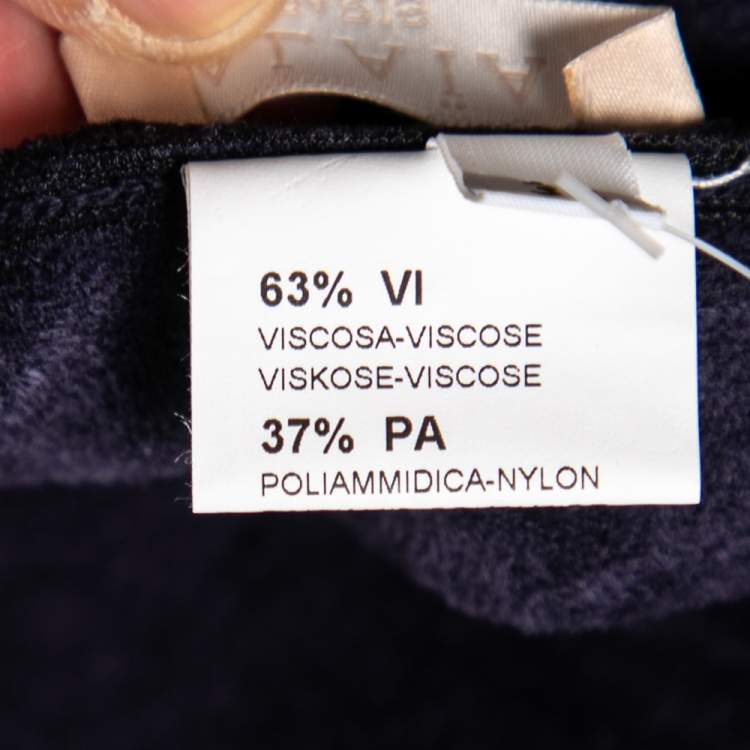 63% VI
VISCOSA-VISCOSE
VISKOSE-VISCOSE
37% PA
POLIAMMIDICA-NYLON